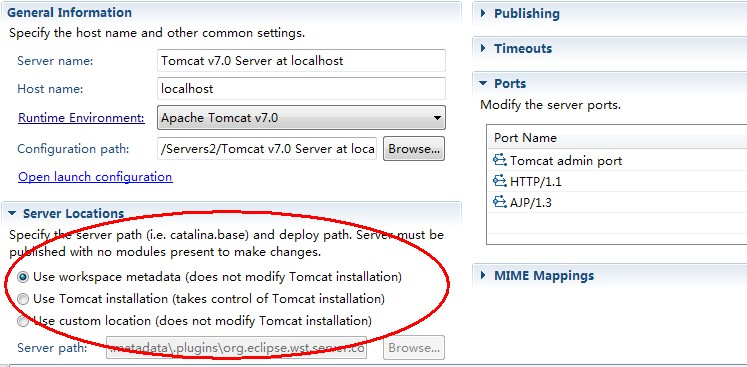 General Information
Specify the host name and other common settings.
Server name: Tomcat v7.0 Server at localhost
Host name: localhost
Runtime Environment: Apache Tomcat v7.0
Configuration path: /Servers2/Tomcat v7.0 Server at loca Browse...
Open launch configuration
Server Locations
Specify the server path (i.e. catalina.base) and deploy path. Server must be
published with no modules present to make changes.
Use workspace metadata (does not modify Tomcat installation)
Use Tomcat installation (takes control of Tomcat installation)
Use custom location (does not modify Tomcat installation)
Server path: .metadata\.plugins\org.eclipse.wst.server.co Browse...
Publishing
Timeouts
Ports
Modify the server ports.
Port Name
Tomcat admin port
HTTP/1.1
AJP/1.3
MIME Mappings